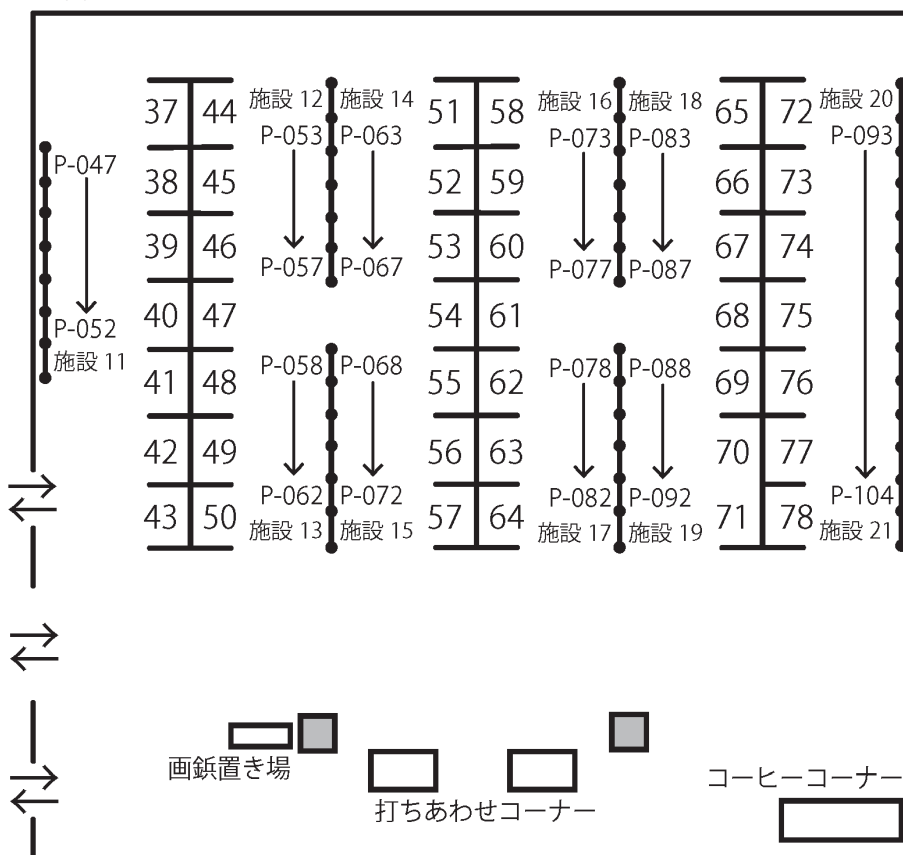 37 44
38 45
39 46
40 47
41 48
42 49
43 50
P-047
P-052
施設 11
施設 12
P-053
P-057
施設 14
P-063
P-067
P-058
P-062
施設 13
P-068
P-072
施設 15
51 58
52 59
53 60
54 61
55 62
56 63
57 64
施設 16
P-073
P-077
施設 18
P-083
P-087
P-078
P-082
施設 17
P-088
P-092
施設 19
65 72
66 73
67 74
68 75
69 76
70 77
71 78
施設 20
P-093
P-104
施設 21
画鋲置き場
打ちあわせコーナー
コーヒーコーナー